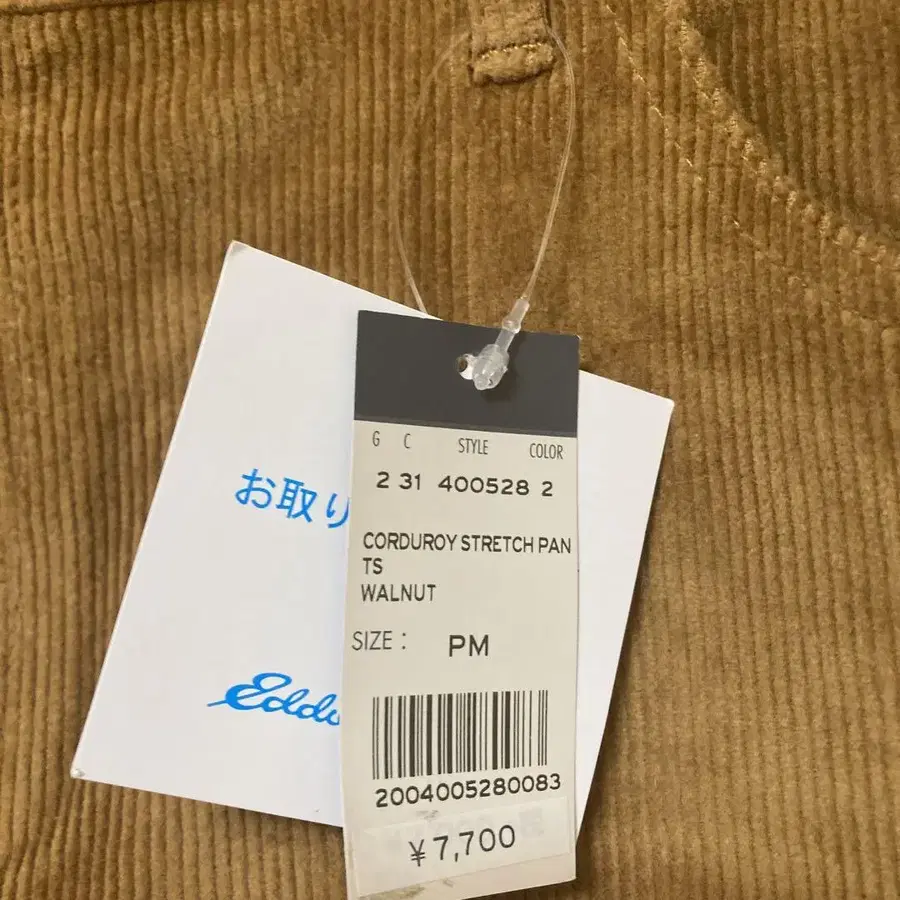 お取り
Eddi
G C STYLE COLOR
2 31 400528 2
CORDUROY STRETCH PAN
TS
WALNUT
SIZE : PM
2004005280083
¥7,700